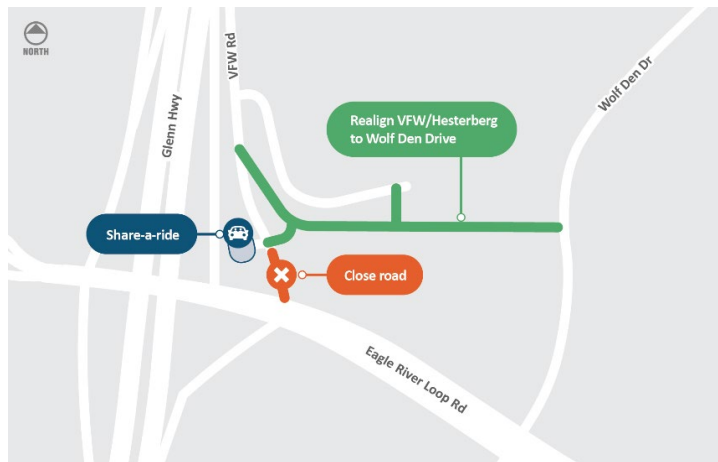 NORTH
VFW Rd
Glenn Hwy
Wolf Den Dr
Realign VFW/Hesterberg
to Wolf Den Drive
Share-a-ride
Close road
Eagle River Loop Rd